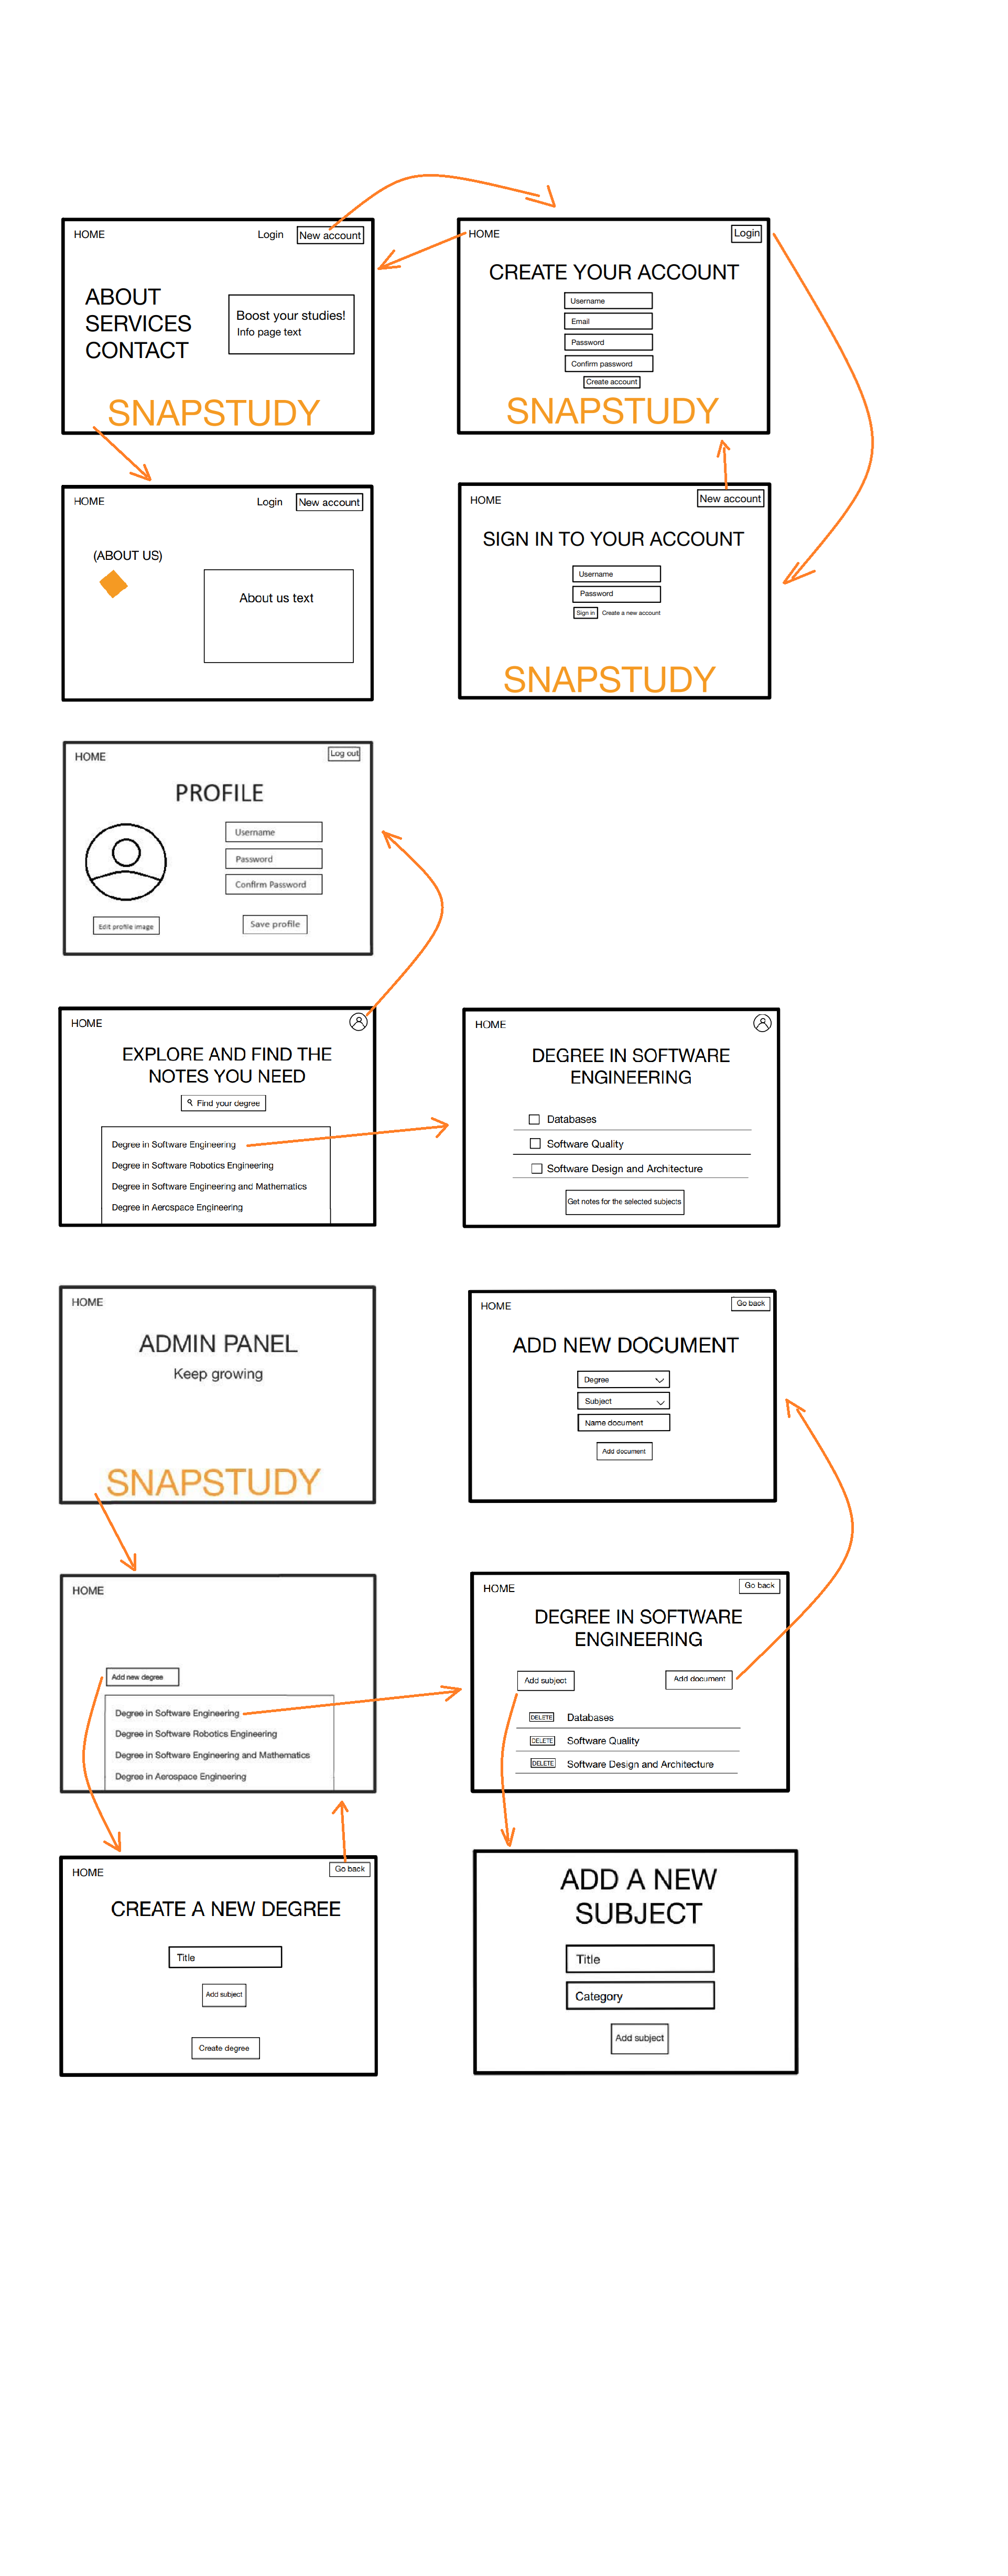 HOME
Login
New account
ABOUT
SERVICES
CONTACT
Boost your studies!
Info page text
SNAPSTUDY
HOME
Login
CREATE YOUR ACCOUNT
Username
Email
Password
Confirm password
Create account
SNAPSTUDY
HOME
Login
New account
(ABOUT US)
About us text
HOME
New account
SIGN IN TO YOUR ACCOUNT
Username
Password
Sign in
Create a new account
SNAPSTUDY
HOME
Log out
PROFILE
Username
Password
Confirm Password
Edit profile image
Save profile
HOME
EXPLORE AND FIND THE
NOTES YOU NEED
Find your degree
Degree in Software Engineering
Degree in Software Robotics Engineering
Degree in Software Engineering and Mathematics
Degree in Aerospace Engineering
HOME
DEGREE IN SOFTWARE
ENGINEERING
Databases
Software Quality
Software Design and Architecture
Get notes for the selected subjects
HOME
ADMIN PANEL
Keep growing
SNAPSTUDY
HOME
Go back
ADD NEW DOCUMENT
Degree
Subject
Name document
Add document
HOME
Add new degree
Degree in Software Engineering
Degree in Software Robotics Engineering
Degree in Software Engineering and Mathematics
Degree in Aerospace Engineering
HOME
Go back
DEGREE IN SOFTWARE
ENGINEERING
Add subject
Add document
DELETE
Databases
DELETE
Software Quality
DELETE
Software Design and Architecture
HOME
Go back
CREATE A NEW DEGREE
Title
Add subject
Create degree
ADD A NEW
SUBJECT
Title
Category
Add subject